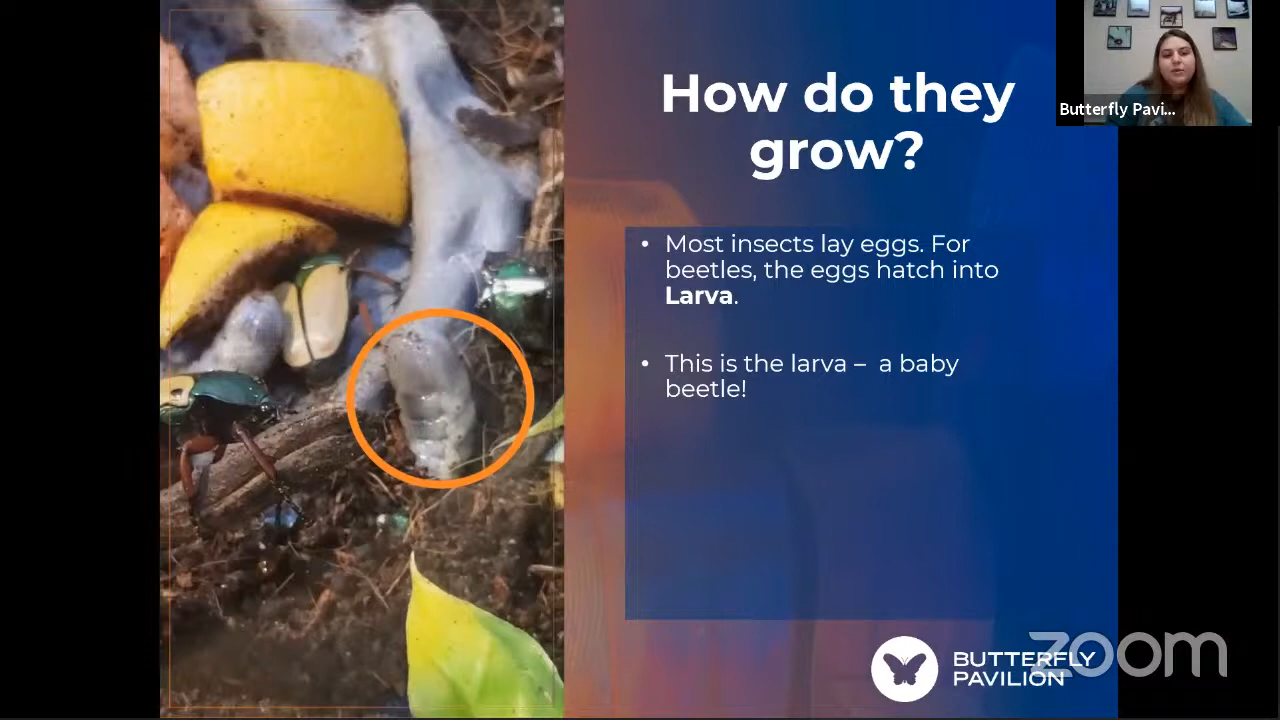 How do they
grow?
Butterfly Pavi...
• Most insects lay eggs. For
beetles, the eggs hatch into
Larva.
• This is the larva –  a baby
beetle!
BUTTERFLY
PAVILION
zoom